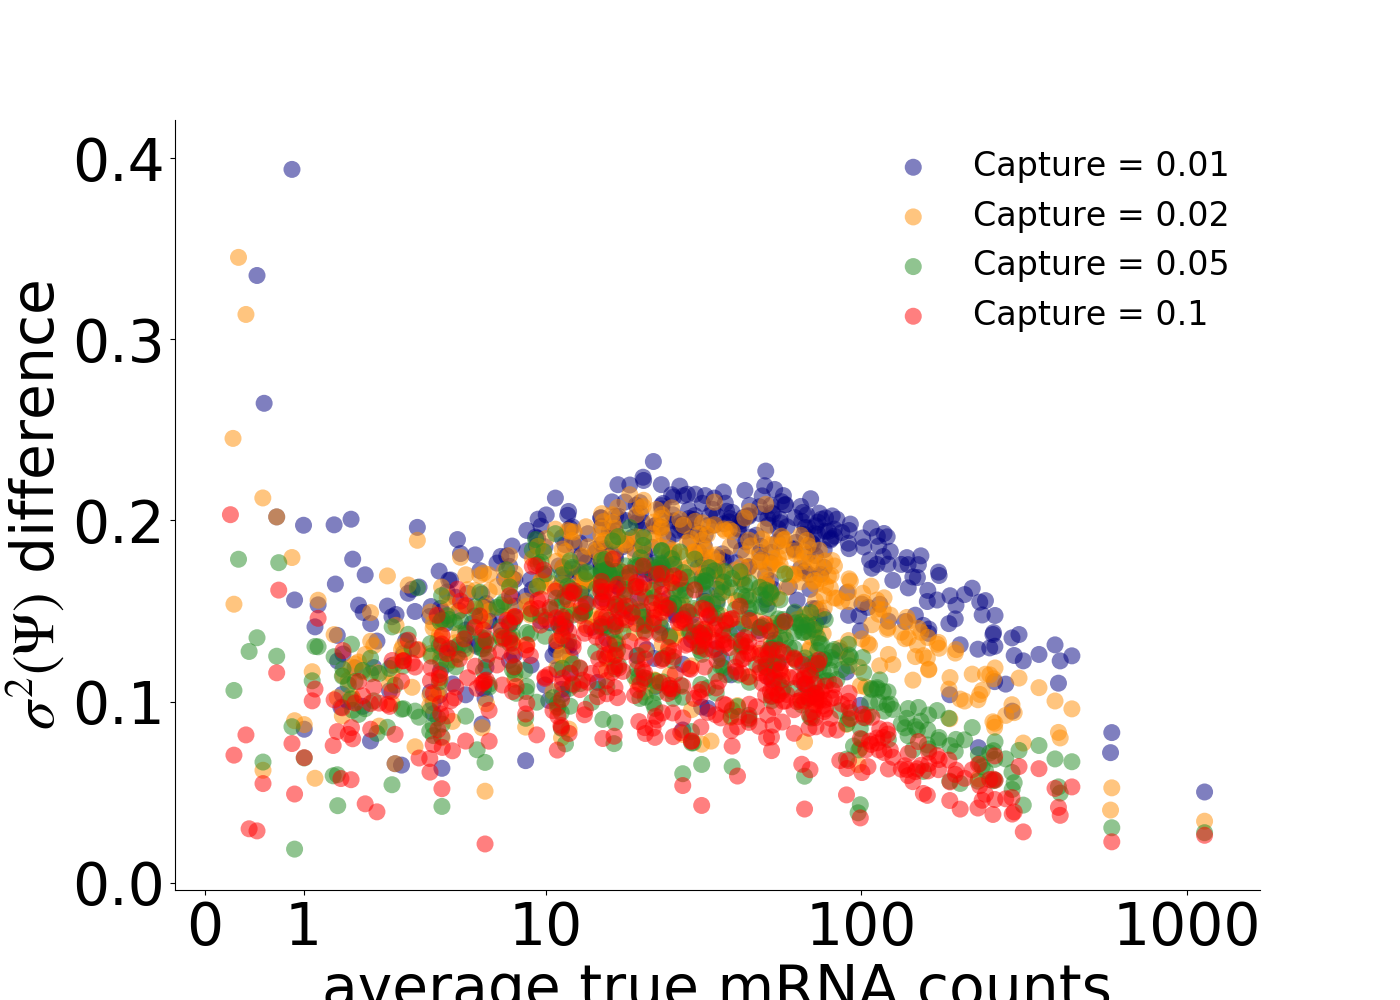 0.4
0.3
0.2
0.1
0.0
σ²(Ψ) difference
Capture = 0.01
Capture = 0.02
Capture = 0.05
Capture = 0.1
0 1 10 100 1000
average true mRNA counts